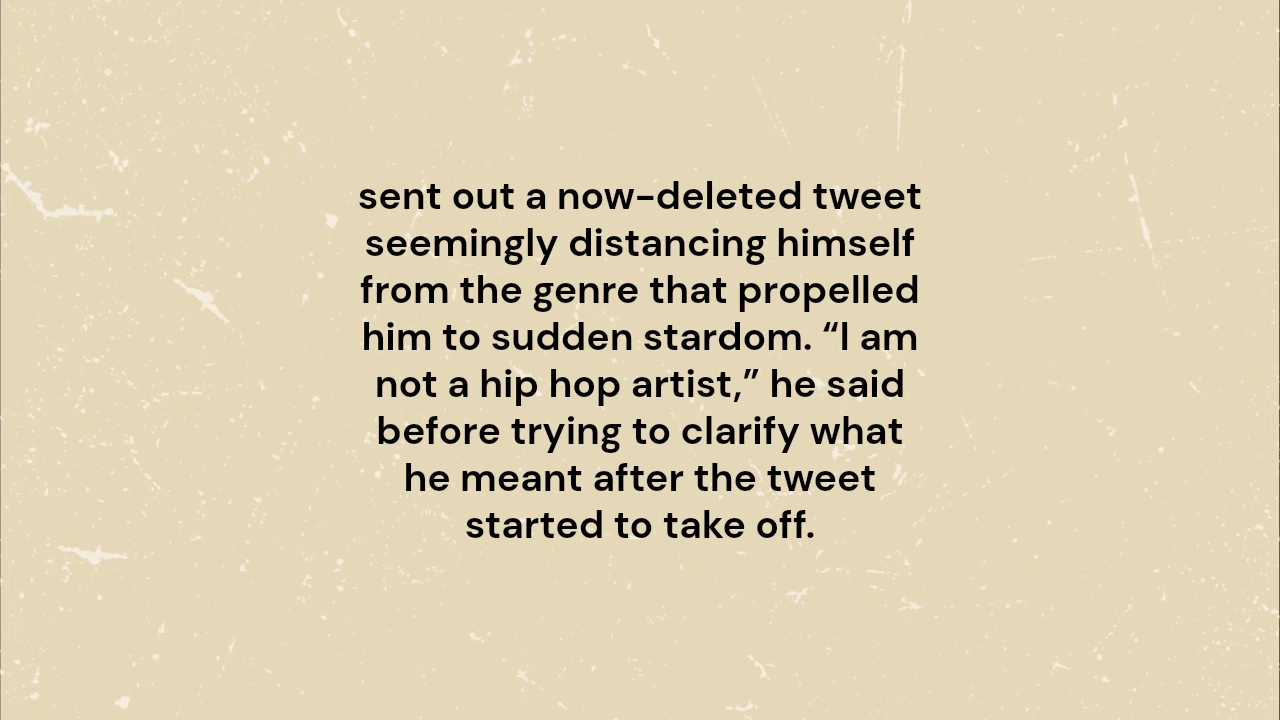 sent out a now-deleted tweet
seemingly distancing himself
from the genre that propelled
him to sudden stardom. “I am
not a hip hop artist,” he said
before trying to clarify what
he meant after the tweet
started to take off.